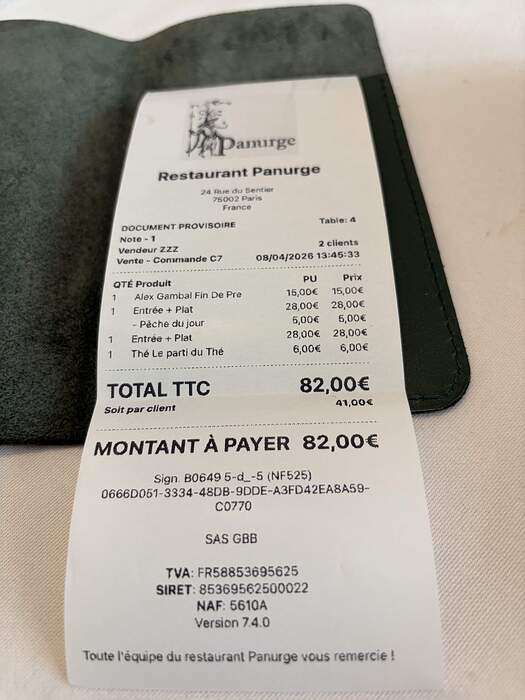 Panurge
Restaurant Panurge
24 Rue du Sentier
75002 Paris
France
DOCUMENT PROVISOIRE Table: 4
Note - 1
Vendeur ZZZ 2 clients
Vente - Commande C7 08/04/2026 13:45:33
QTÉ Produit PU Prix
1 Alex Gambal Fin De Pre 15,00€ 15,00€
1 Entrée + Plat 28,00€ 28,00€
- Pêche du jour 5,00€ 5,00€
1 Entrée + Plat 28,00€ 28,00€
1 Thé Le parti du Thé 6,00€ 6,00€
TOTAL TTC 82,00€
Soit par client 41,00€
MONTANT À PAYER 82,00€
Sign. B0649 5-d_-5 (NF525)
0666D051-3334-48DB-9DDE-A3FD42EA8A59-
C0770
SAS GBB
TVA: FR58853695625
SIRET: 85369562500022
NAF: 5610A
Version 7.4.0
Toute l'équipe du restaurant Panurge vous remercie !